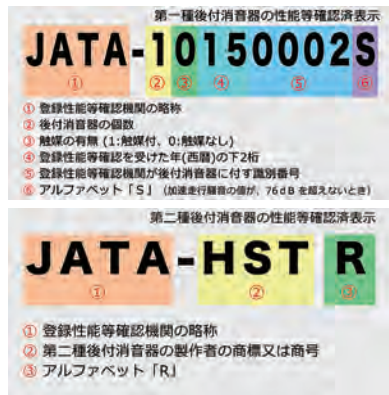 第一種後付消音器の性能等確認済表示
JATA-10150002S
① ② ③ ④ ⑤ ⑥
① 登録性能等確認機関の略称
② 後付消音器の個数
③ 触媒の有無 (1:触媒付、0:触媒なし)
④ 登録性能等確認を受けた年(西暦)の下2桁
⑤ 登録性能等確認機関が後付消音器に付す識別番号
⑥ アルファベット「S」 (加速走行騒音の値が、76dBを超えないとき)
第二種後付消音器の性能等確認済表示
JATA-HST R
① ② ③
① 登録性能等確認機関の略称
② 第二種後付消音器の製作者の商標又は商号
③ アルファベット「R」